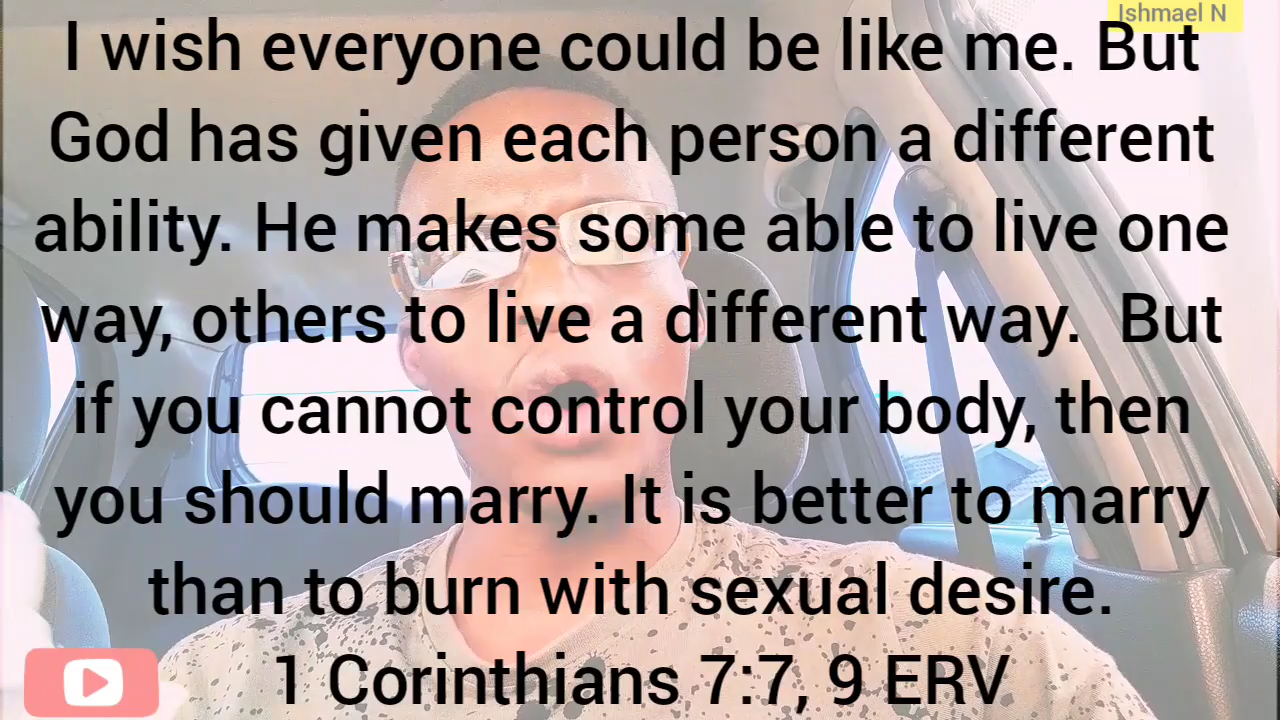 Ishmael N
I wish everyone could be like me. But
God has given each person a different
ability. He makes some able to live one
way, others to live a different way.  But
if you cannot control your body, then
you should marry. It is better to marry
than to burn with sexual desire.
1 Corinthians 7:7, 9 ERV